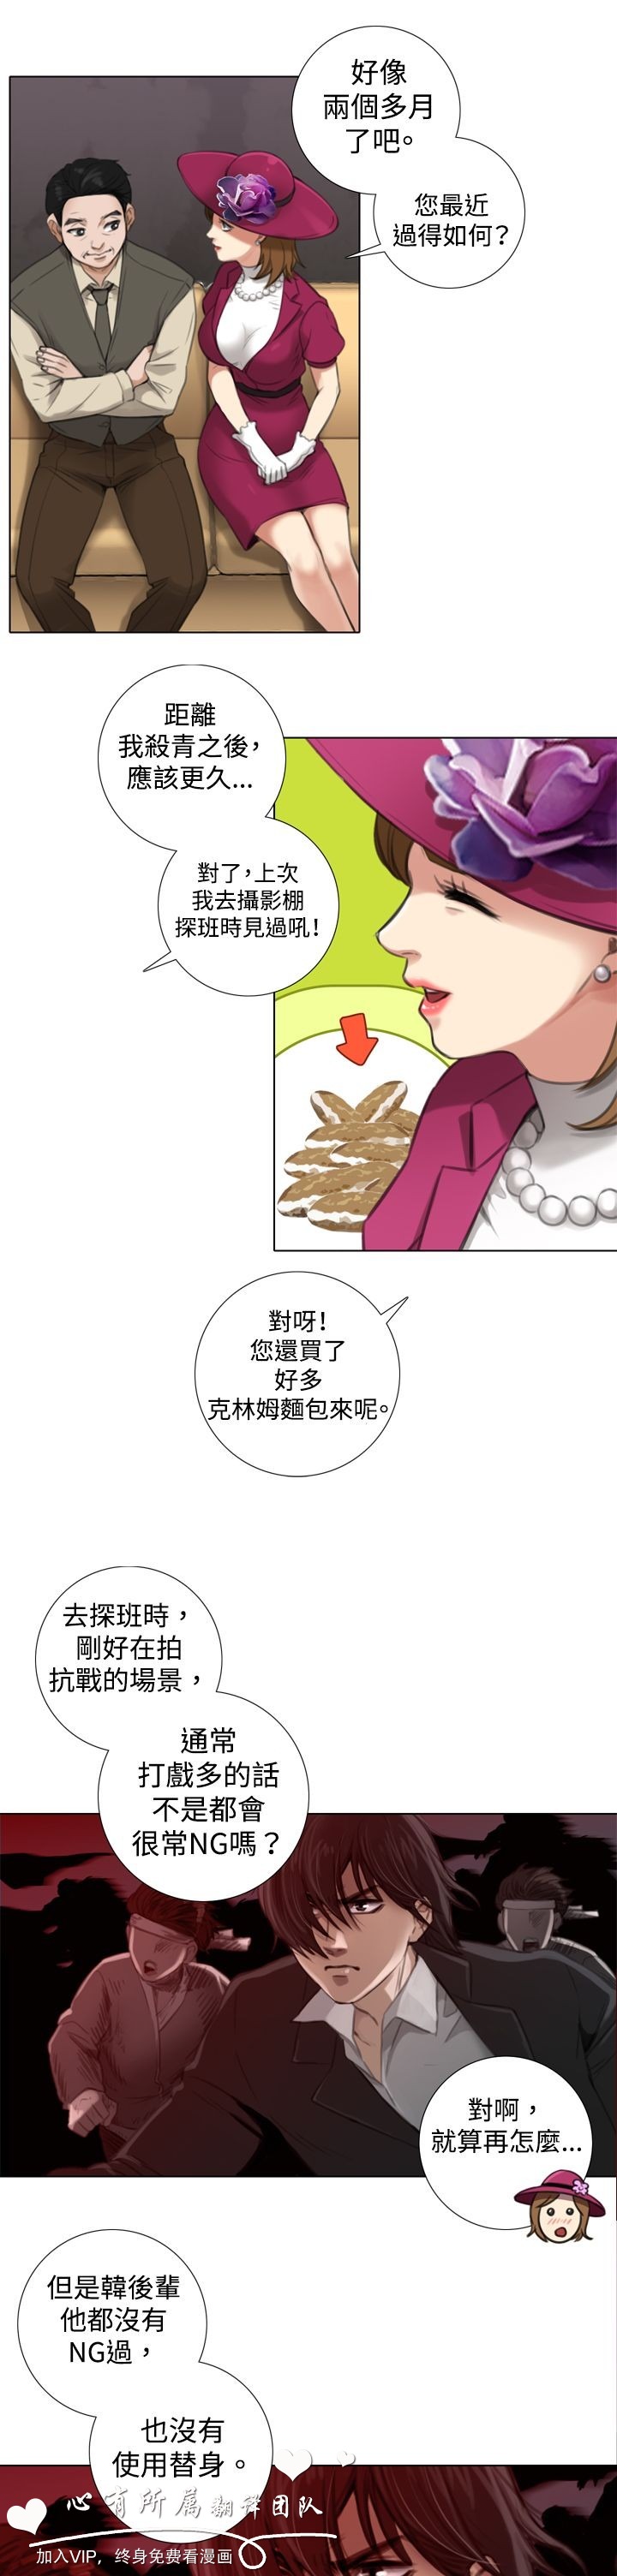 好像
兩個多月
了吧。
您最近
過得如何？
距離
我殺青之後，
應該更久...
對了，上次
我去攝影棚
探班時見過吼！
對呀！
您還買了
好多
克林姆麵包來呢。
去探班時，
剛好在拍
抗戰的場景，
通常
打戲多的話
不是都會
很常NG嗎？
對啊，
就算再怎麼...
但是韓後輩
他都沒有
NG過，
也沒有
使用替身。
心有所属翻译团队
加入VIP，终身免费看漫画